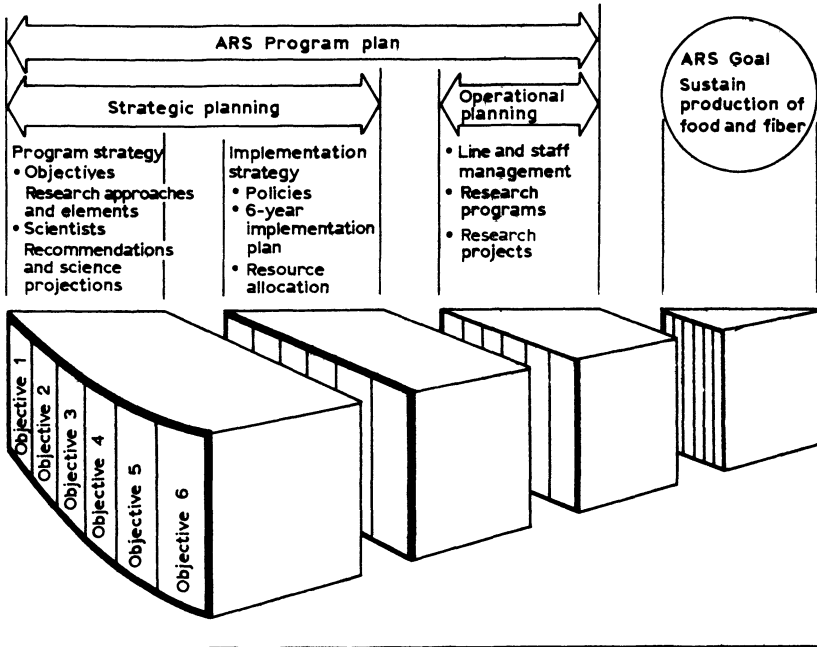 ARS Program plan
Strategic planning
Operational
planning
ARS Goal
Sustain
production of
food and fiber
Program strategy
• Objectives
Research approaches
and elements
• Scientists
Recommendations
and science
projections
Implementation
strategy
• Policies
• 6-year
implementation
plan
• Resource
allocation
• Line and staff
management
• Research
programs
• Research
projects
Objective 1
Objective 2
Objective 3
Objective 4
Objective 5
Objective 6